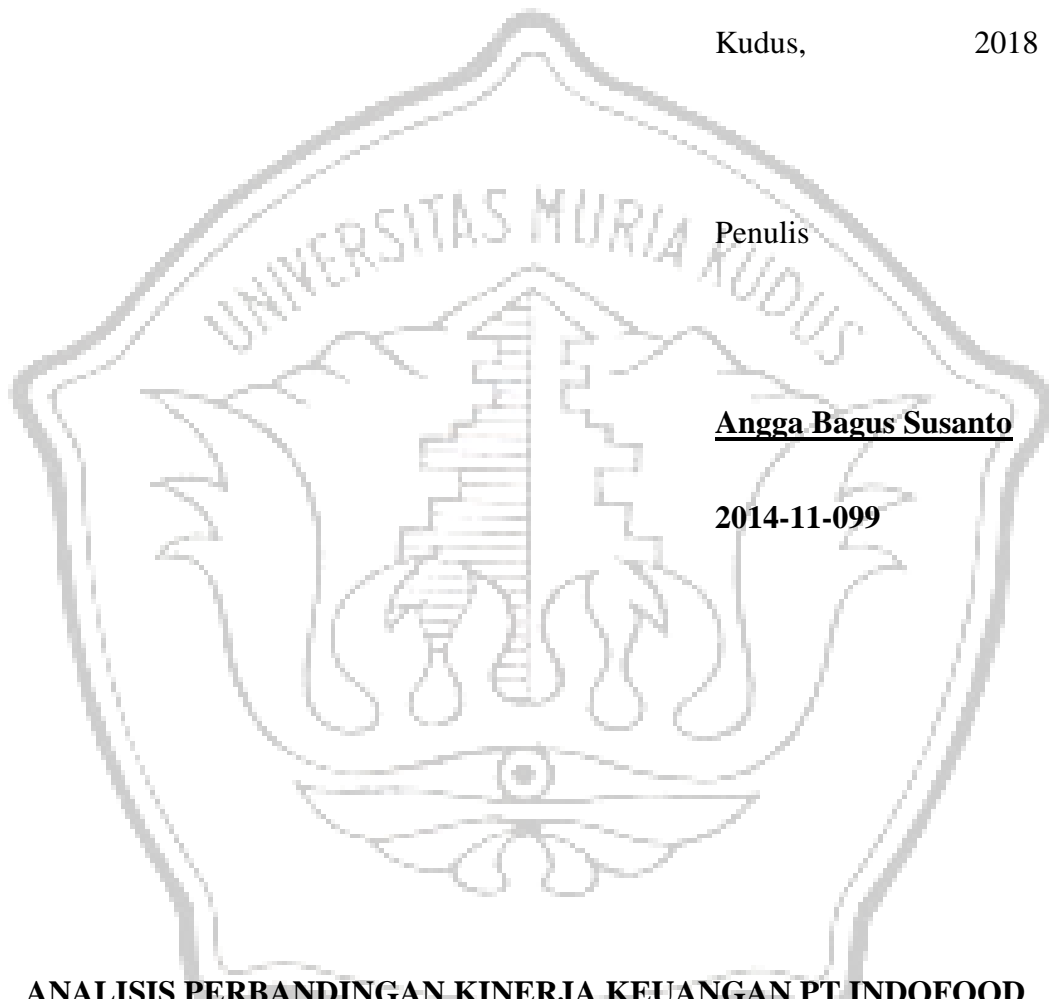 Kudus, 2018
UNIVERSITAS MURIA KUDUS
Penulis
Angga Bagus Susanto
2014-11-099
ANALISIS PERBANDINGAN KINERJA KEUANGAN PT INDOFOOD